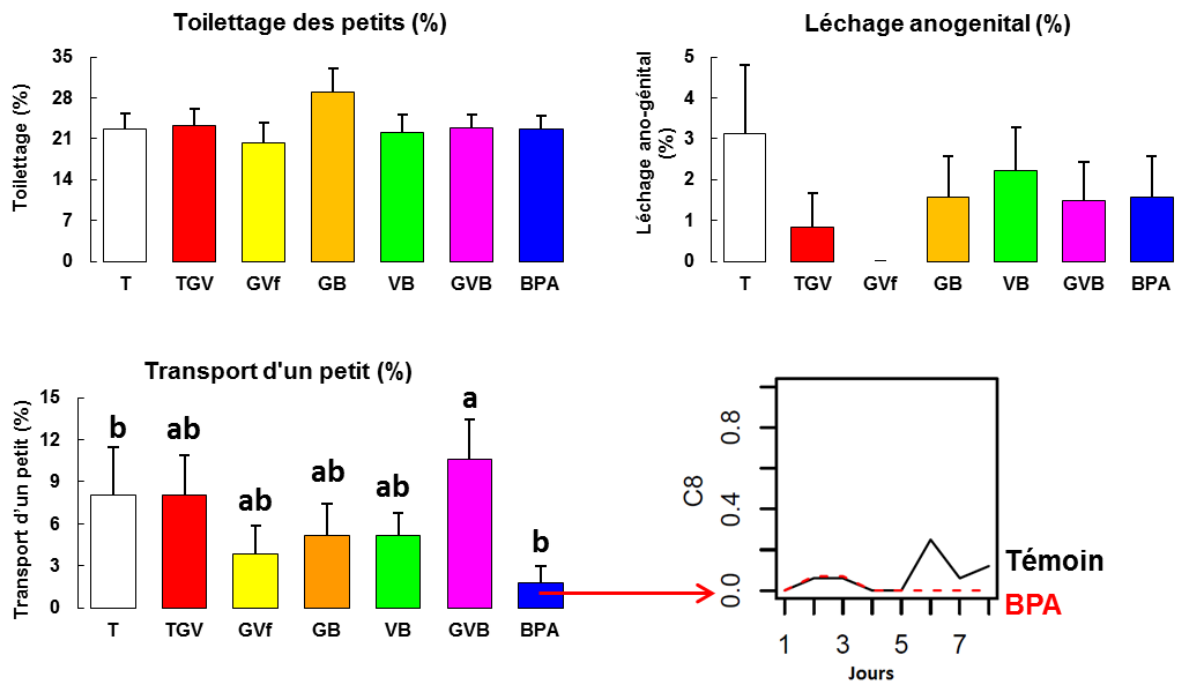 Toilettage des petits (%)
Toilettage (%)
35
28
21
14
7
0
T TGV GVf GB VB GVB BPA
Léchage anogenital (%)
Léchage ano-génital
(%)
5
4
3
2
1
0
T TGV GVf GB VB GVB BPA
Transport d'un petit (%)
Transport d'un petit (%)
15
12
9
6
3
0
b ab ab ab ab a b
T TGV GVf GB VB GVB BPA
C8
0.8
0.4
0.0
Témoin
BPA
1 3 5 7
Jours